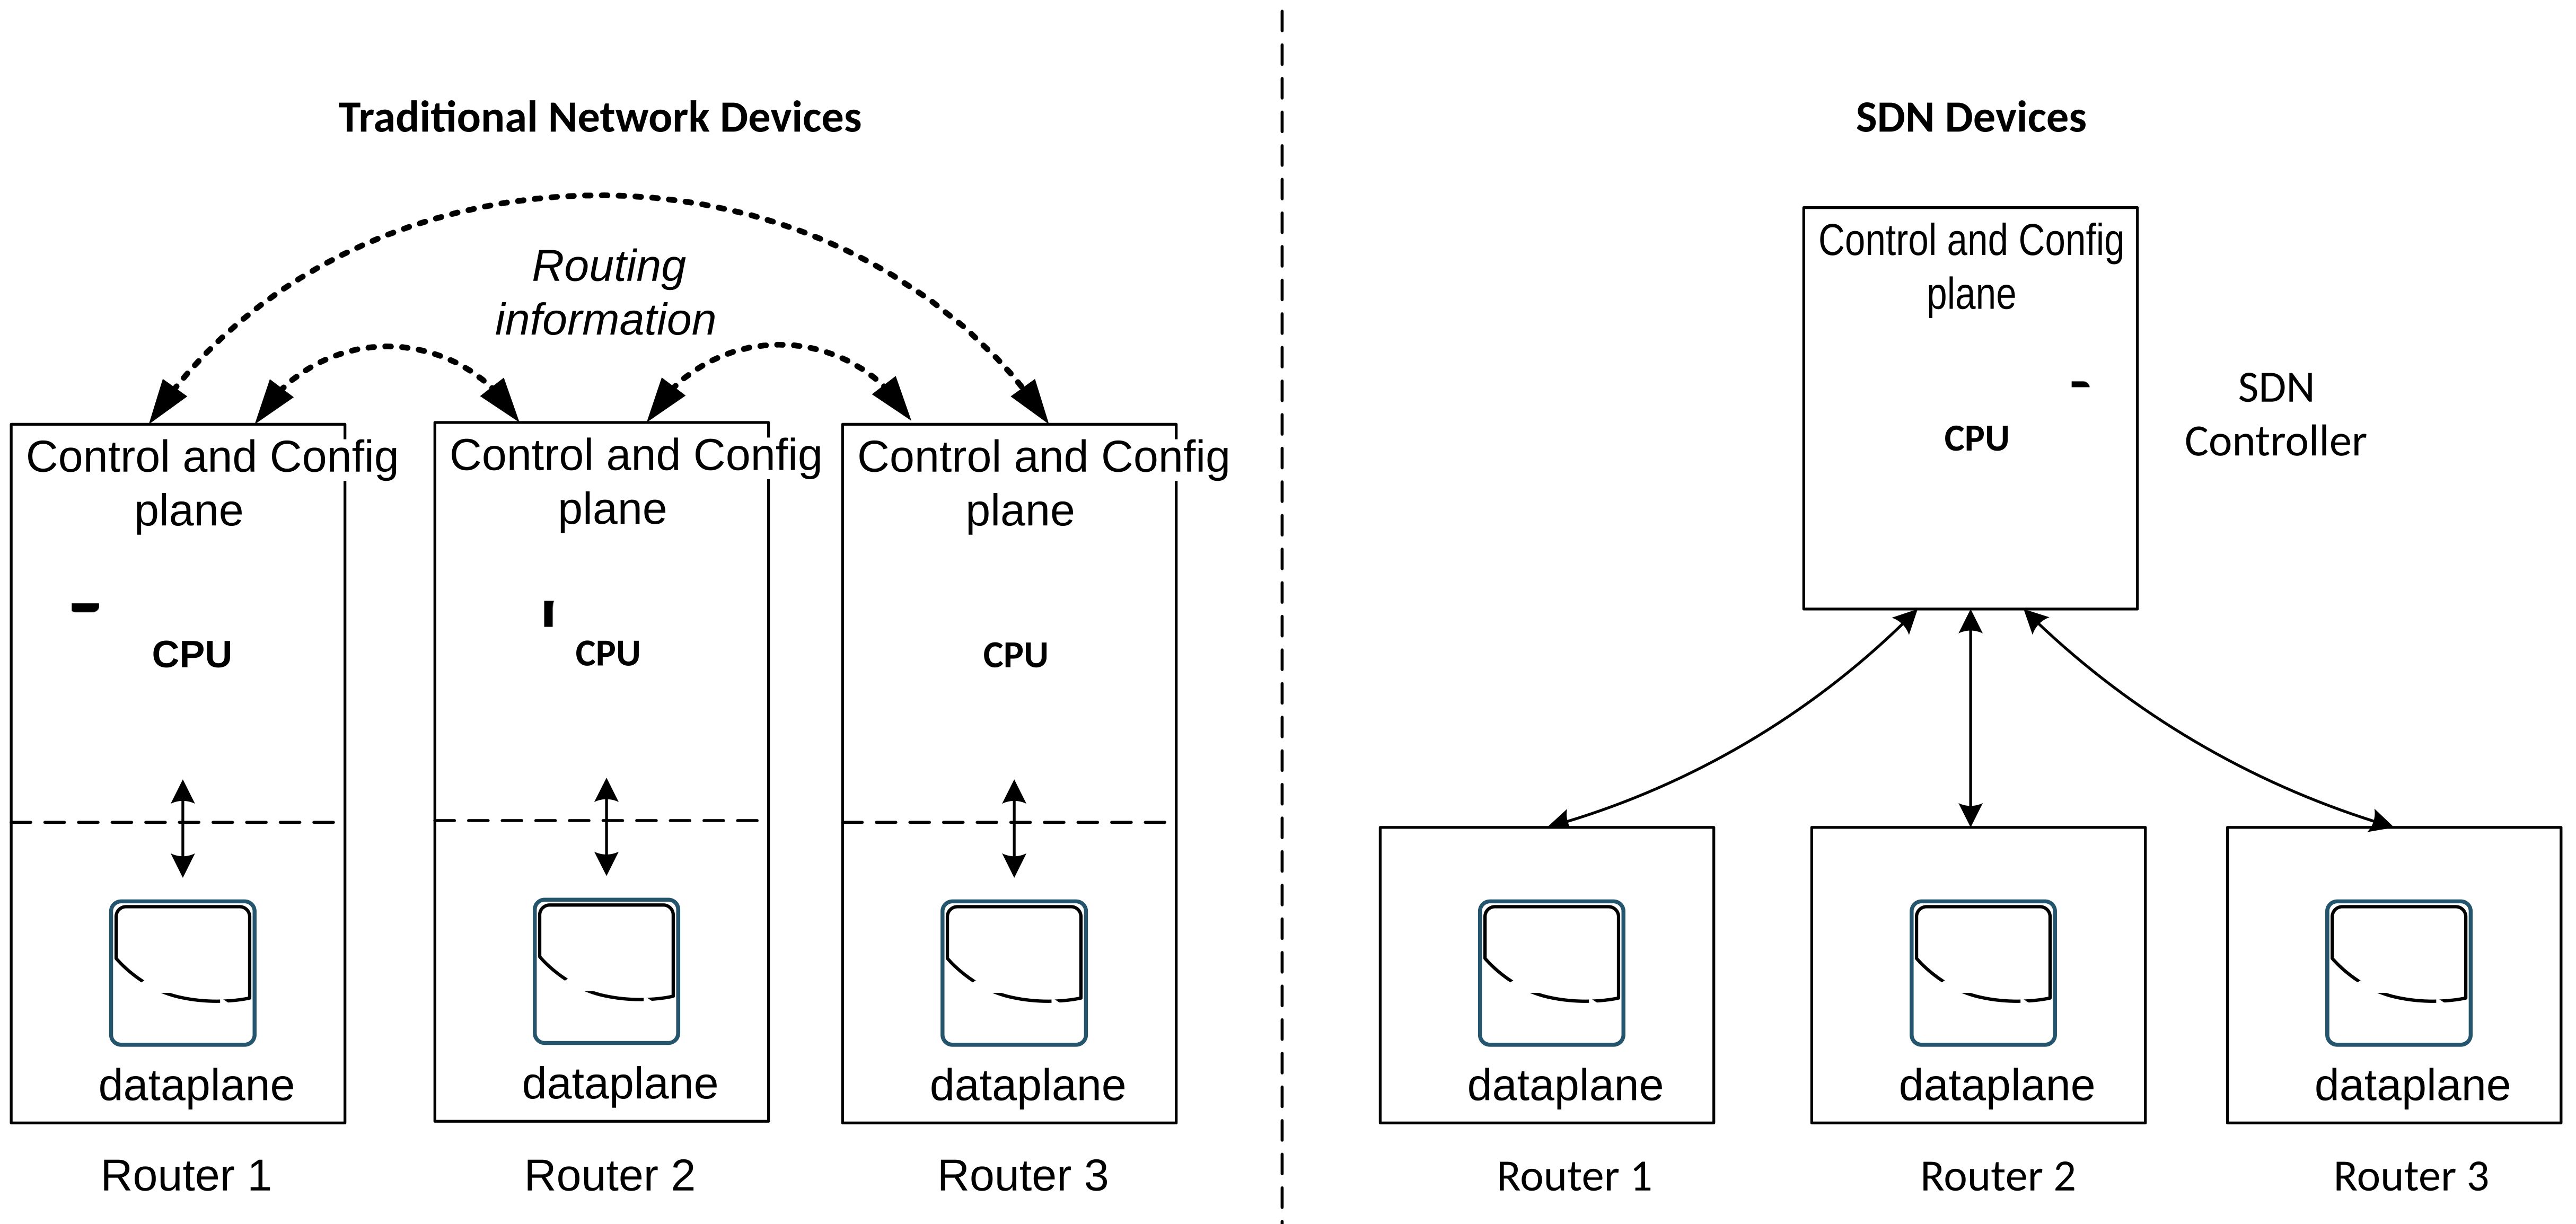 Traditional Network Devices
Routing
information
Control and Config
plane
CPU
dataplane
Router 1
Control and Config
plane
CPU
dataplane
Router 2
Control and Config
plane
CPU
dataplane
Router 3
SDN Devices
Control and Config
plane
CPU
SDN
Controller
dataplane
Router 1
dataplane
Router 2
dataplane
Router 3